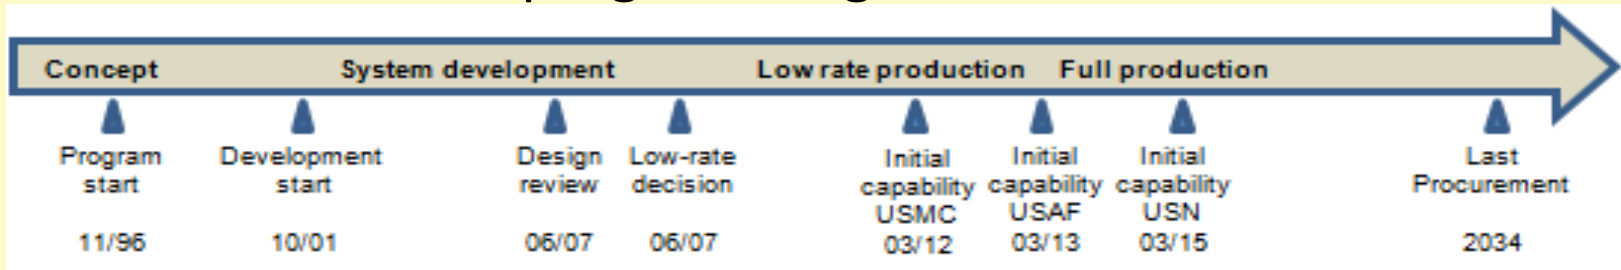 Concept System development Low rate production Full production
Program start 11/96
Development start 10/01
Design review 06/07
Low-rate decision 06/07
Initial capability USMC 03/12
Initial capability USAF 03/13
Initial capability USN 03/15
Last Procurement 2034